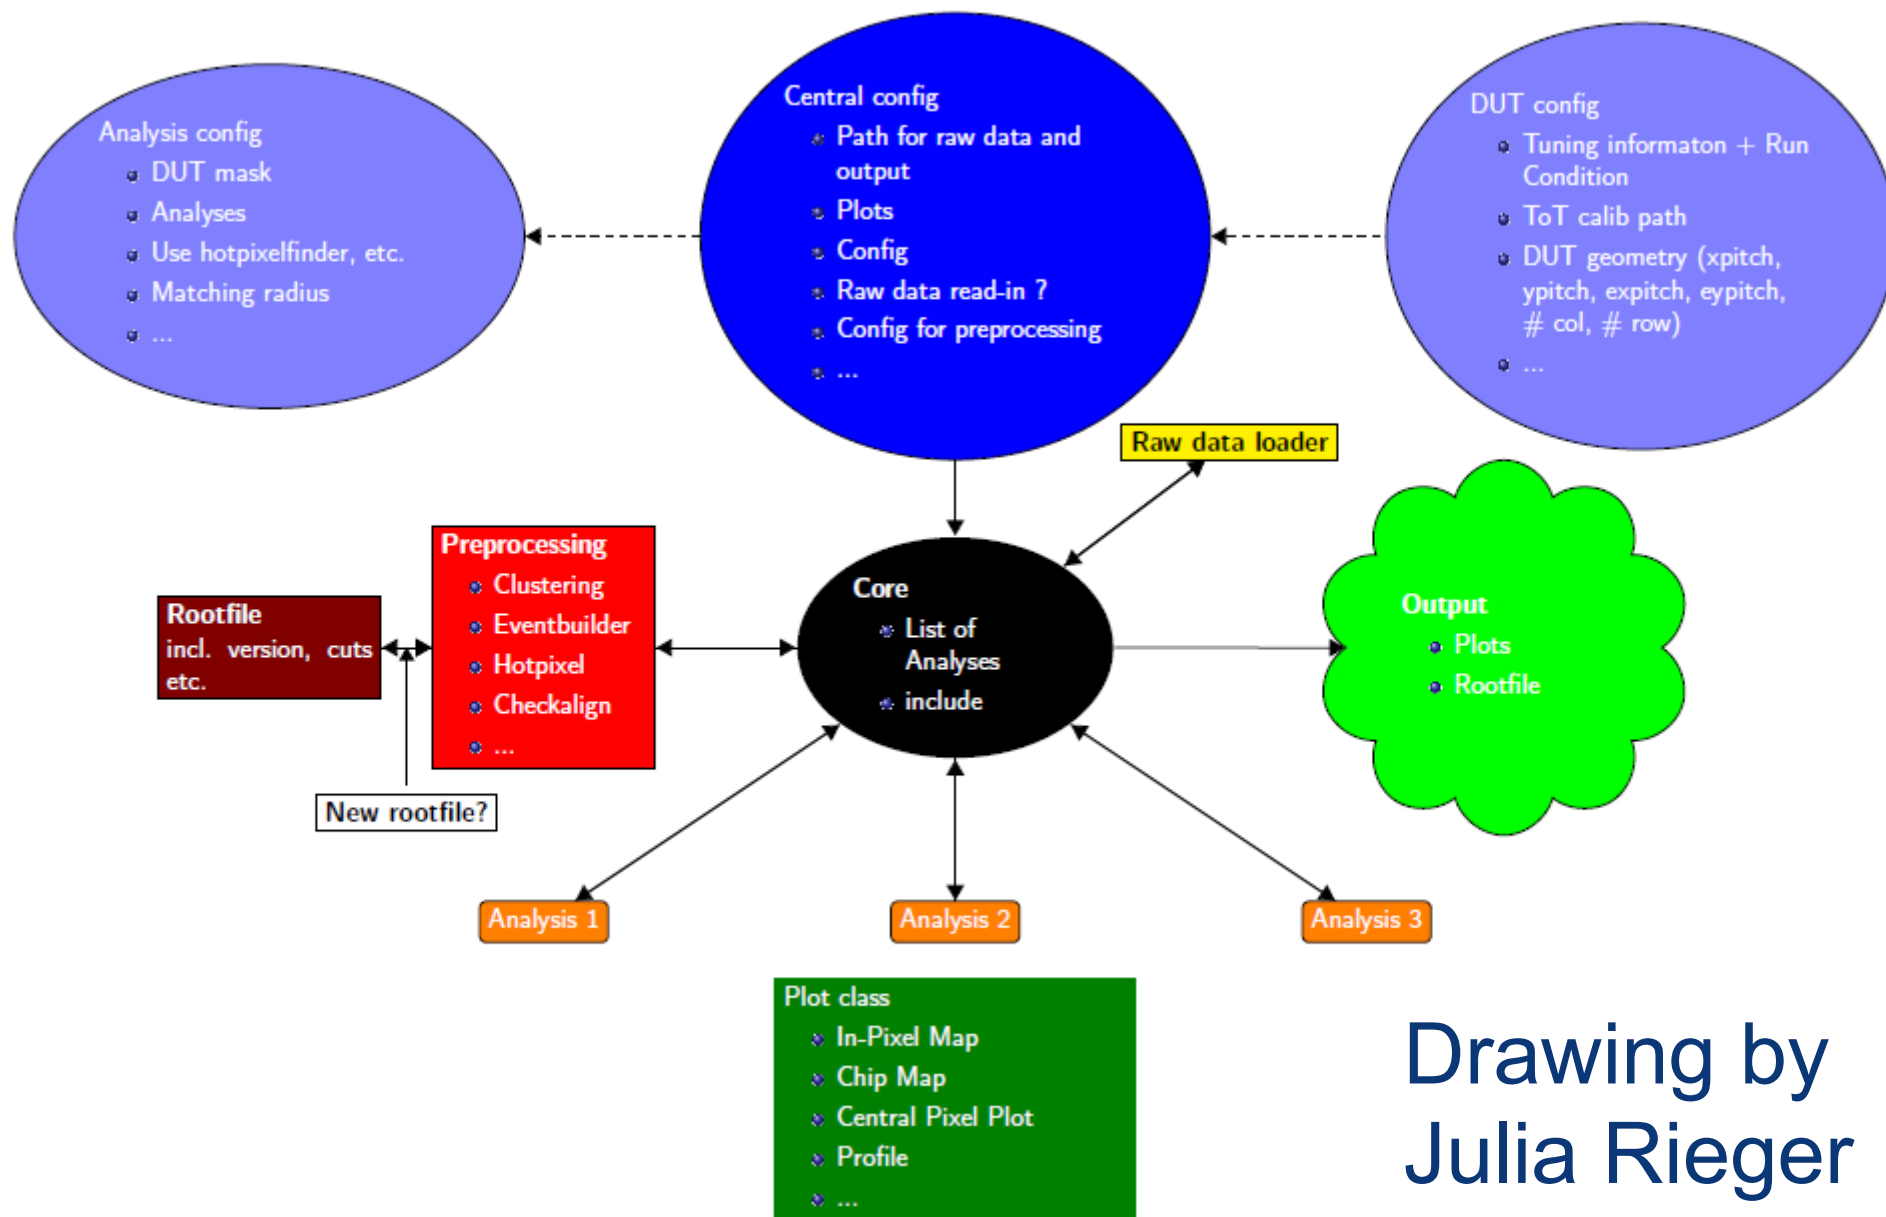 Analysis config
DUT mask
Analyses
Use hotpixelfinder, etc.
Matching radius
...
Central config
Path for raw data and
output
Plots
Config
Raw data read-in ?
Config for preprocessing
...
DUT config
Tuning informaton + Run
Condition
ToT calib path
DUT geometry (xpitch,
ypitch, expitch, eypitch,
# col, # row)
...
Raw data loader
Rootfile
incl. version, cuts
etc.
Preprocessing
Clustering
Eventbuilder
Hotpixel
Checkalign
...
New rootfile?
Core
List of
Analyses
include
Output
Plots
Rootfile
Analysis 1
Analysis 2
Analysis 3
Plot class
In-Pixel Map
Chip Map
Central Pixel Plot
Profile
...
Drawing by
Julia Rieger